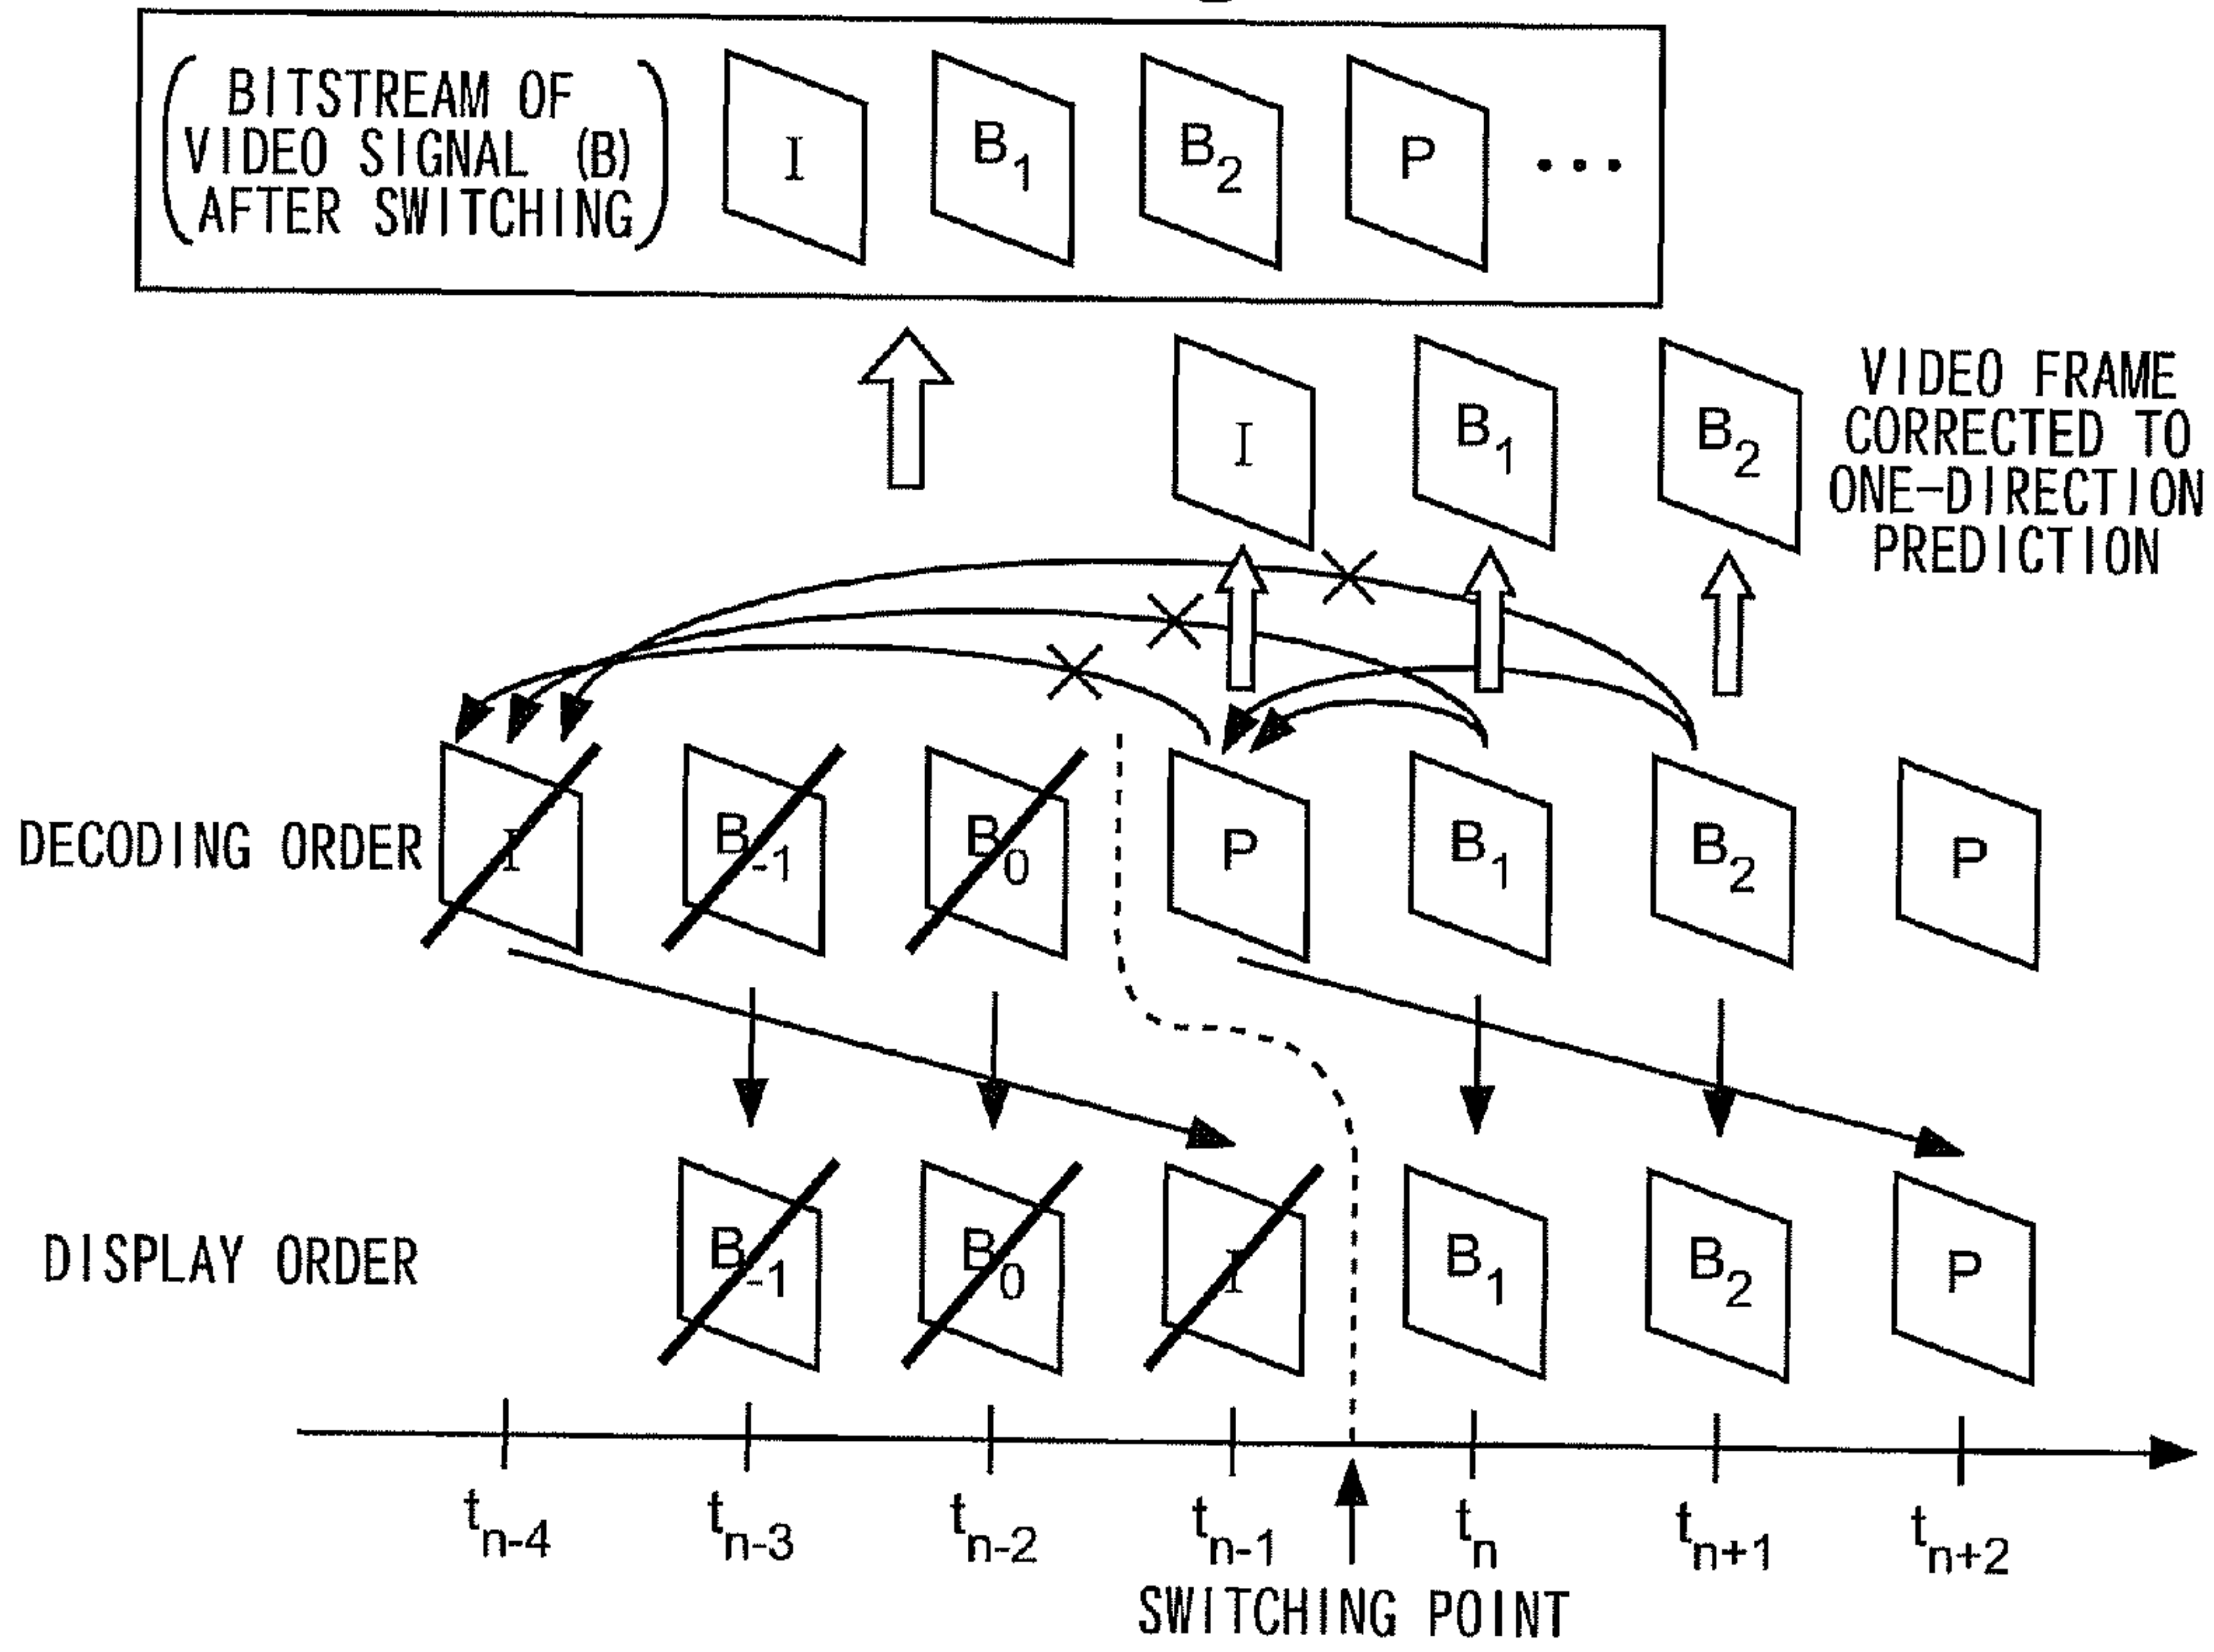 BITSTREAM OF
VIDEO SIGNAL (B)
AFTER SWITCHING
I B1 B2 P ...
I B1 B2
VIDEO FRAME
CORRECTED TO
ONE-DIRECTION
PREDICTION
DECODING ORDER I B-1 B0 P B1 B2 P
DISPLAY ORDER B-1 B0 I B1 B2 P
tn-4 tn-3 tn-2 tn-1 tn tn+1 tn+2
SWITCHING POINT